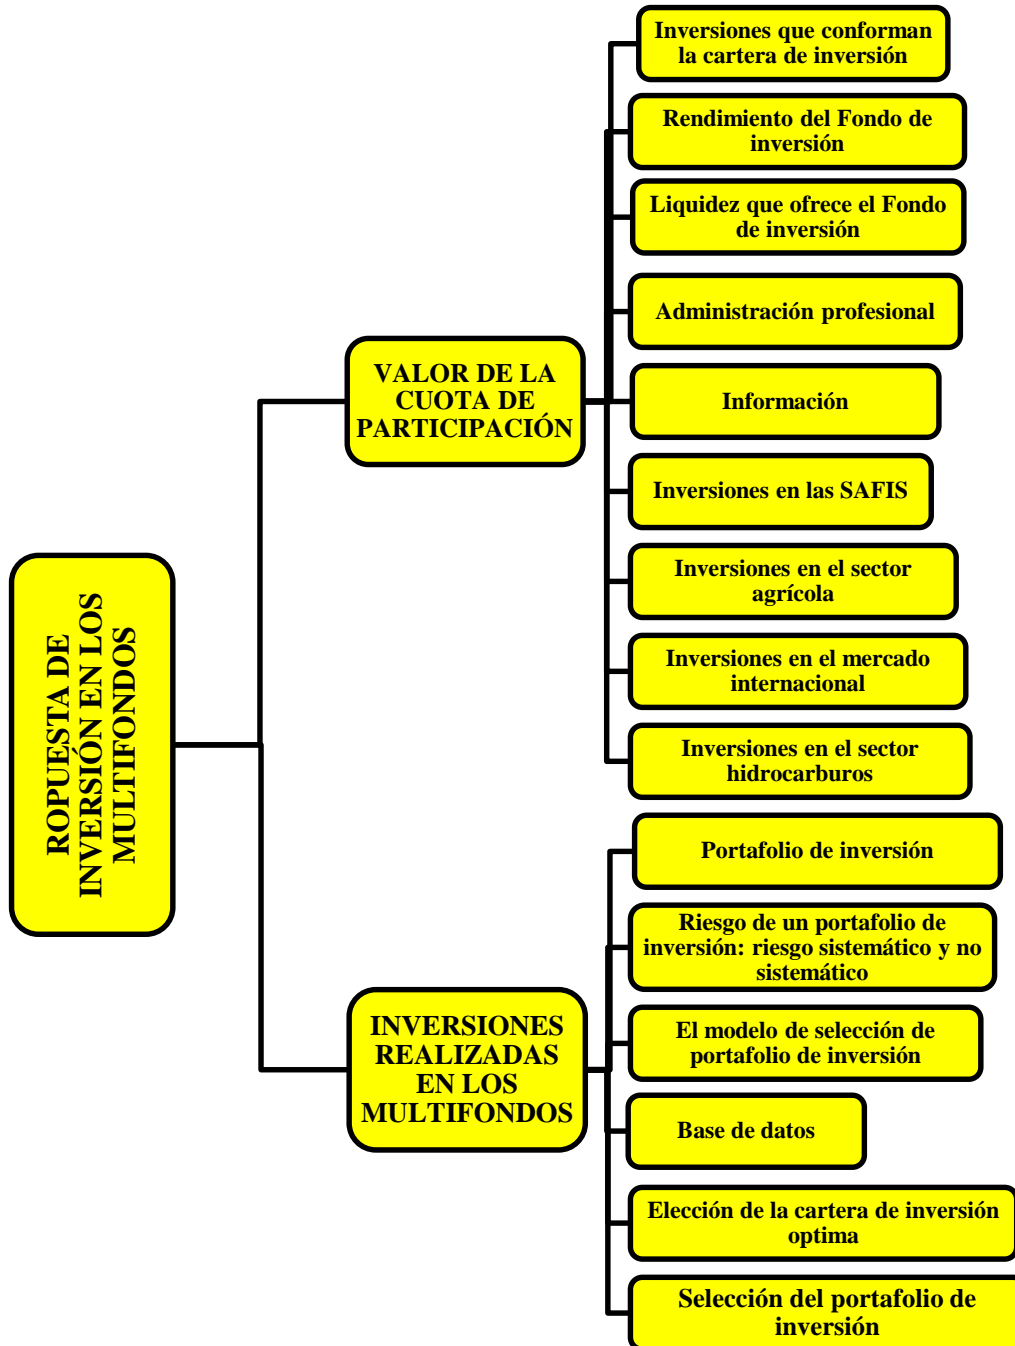 ROPUESTA DE
INVERSIÓN EN LOS
MULTIFONDOS
VALOR DE LA
CUOTA DE
PARTICIPACIÓN
Inversiones que conforman
la cartera de inversión
Rendimiento del Fondo de
inversión
Liquidez que ofrece el Fondo
de inversión
Administración profesional
Información
Inversiones en las SAFIS
Inversiones en el sector
agrícola
Inversiones en el mercado
internacional
Inversiones en el sector
hidrocarburos
INVERSIONES
REALIZADAS
EN LOS
MULTIFONDOS
Portafolio de inversión
Riesgo de un portafolio de
inversión: riesgo sistemático y no
sistemático
El modelo de selección de
portafolio de inversión
Base de datos
Elección de la cartera de inversión
optima
Selección del portafolio de
inversión